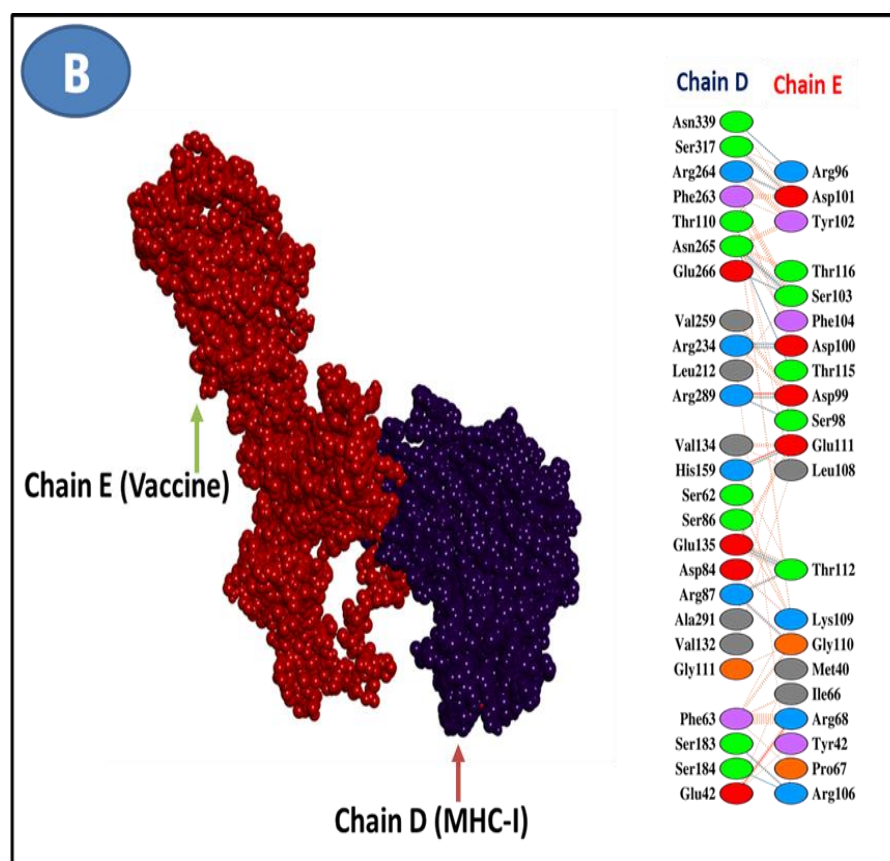 B
Chain D Chain E
Asn339
Ser317
Arg264 Arg96
Phe263 Asp101
Thr110 Tyr102
Asn265
Glu266 Thr116
Ser103
Val259 Phe104
Arg234 Asp100
Leu212 Thr115
Arg289 Asp99
Ser98
Val134 Glu111
His159 Leu108
Ser62
Ser86
Glu135
Asp84 Thr112
Arg87
Ala291 Lys109
Val132 Gly110
Gly111 Met40
Ile66
Phe63 Arg68
Ser183 Tyr42
Ser184 Pro67
Glu42 Arg106
Chain E (Vaccine)
Chain D (MHC-I)